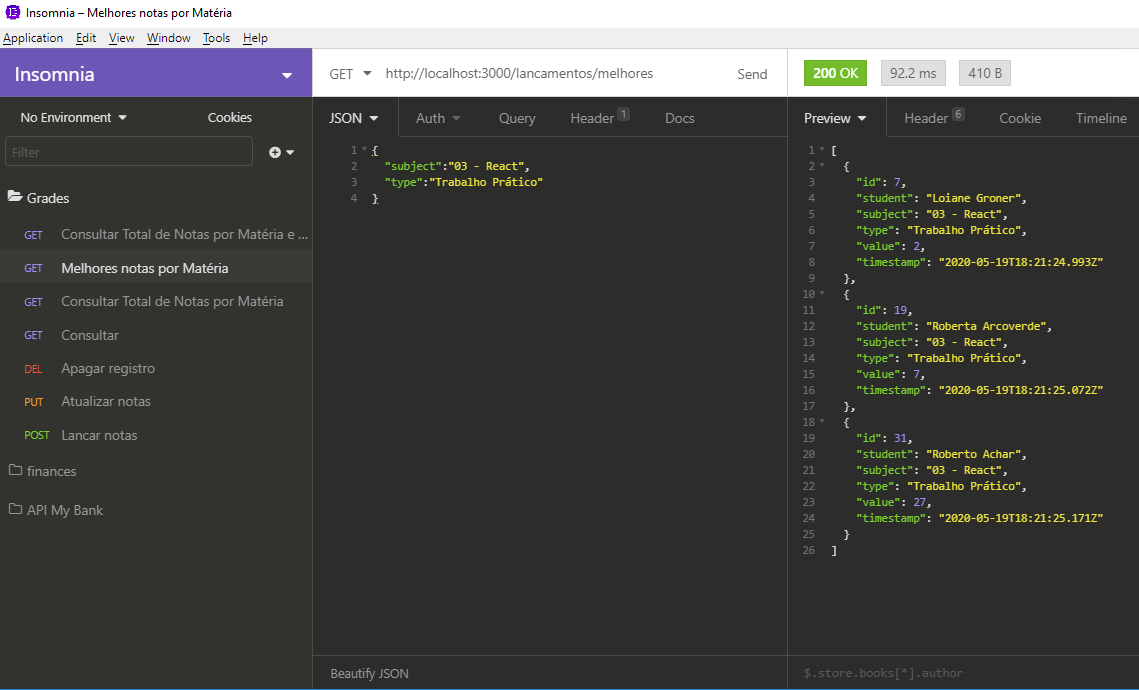 Insomnia – Melhores notas por Matéria
Application Edit View Window Tools Help
Insomnia
GET http://localhost:3000/lancamentos/melhores Send
200 OK 92.2 ms 410 B
No Environment Cookies
Filter
Grades
GET Consultar Total de Notas por Matéria e ...
GET Melhores notas por Matéria
GET Consultar Total de Notas por Matéria
GET Consultar
DEL Apagar registro
PUT Atualizar notas
POST Lancar notas
finances
API My Bank
JSON Auth Query Header 1 Docs
1 {
2 "subject":"03 - React",
3 "type":"Trabalho Prático"
4 }
Beautify JSON
Preview Header 6 Cookie Timeline
1 [
2 {
3 "id": 7,
4 "student": "Loiane Groner",
5 "subject": "03 - React",
6 "type": "Trabalho Prático",
7 "value": 2,
8 "timestamp": "2020-05-19T18:21:24.993Z"
9 },
10 {
11 "id": 19,
12 "student": "Roberta Arcoverde",
13 "subject": "03 - React",
14 "type": "Trabalho Prático",
15 "value": 7,
16 "timestamp": "2020-05-19T18:21:25.072Z"
17 },
18 {
19 "id": 31,
20 "student": "Roberto Achar",
21 "subject": "03 - React",
22 "type": "Trabalho Prático",
23 "value": 27,
24 "timestamp": "2020-05-19T18:21:25.171Z"
25 }
26 ]
$.store.books[*].author